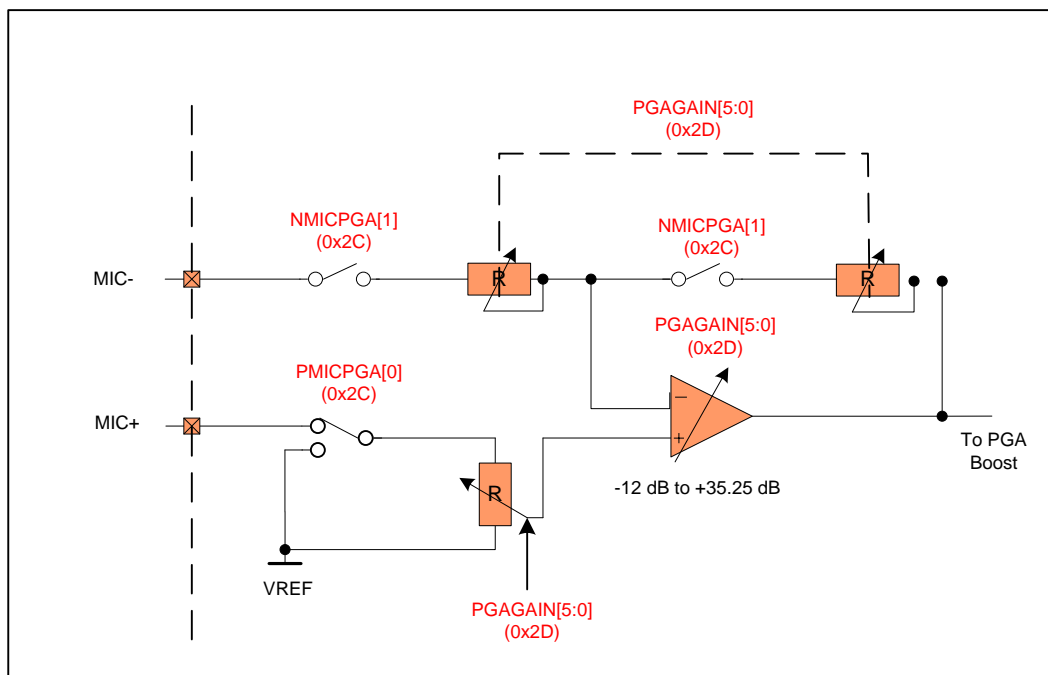 PGAGAIN[5:0]
(0x2D)
NMICPGA[1]
(0x2C)
NMICPGA[1]
(0x2C)
MIC-
R
R
PGAGAIN[5:0]
(0x2D)
PMICPGA[0]
(0x2C)
MIC+
−
+
To PGA
Boost
R
-12 dB to +35.25 dB
VREF
PGAGAIN[5:0]
(0x2D)